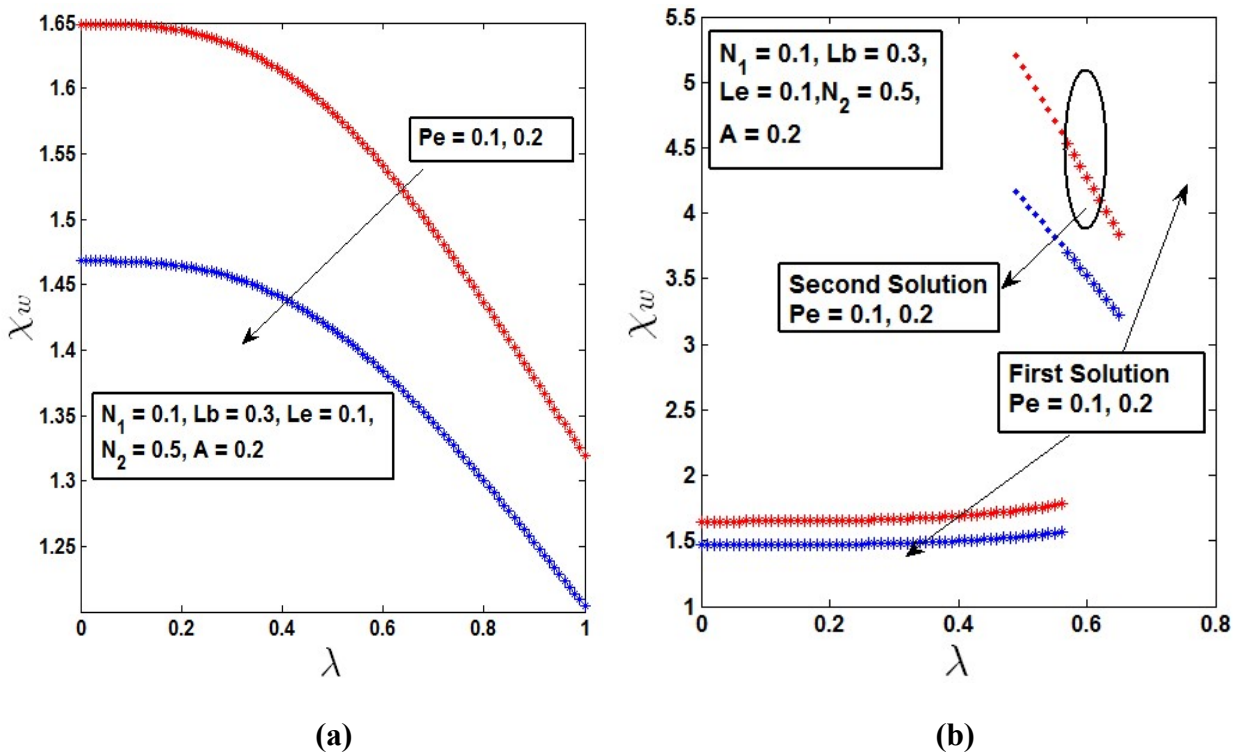 1.65
1.6
1.55
1.5
1.45
1.4
1.35
1.3
1.25
χw
Pe = 0.1, 0.2
N1 = 0.1, Lb = 0.3, Le = 0.1,
N2 = 0.5, A = 0.2
0 0.2 0.4 0.6 0.8 1
λ
(a)
5.5
5
4.5
4
3.5
3
2.5
2
1.5
1
χw
N1 = 0.1, Lb = 0.3,
Le = 0.1,N2 = 0.5,
A = 0.2
Second Solution
Pe = 0.1, 0.2
First Solution
Pe = 0.1, 0.2
0 0.2 0.4 0.6 0.8
λ
(b)